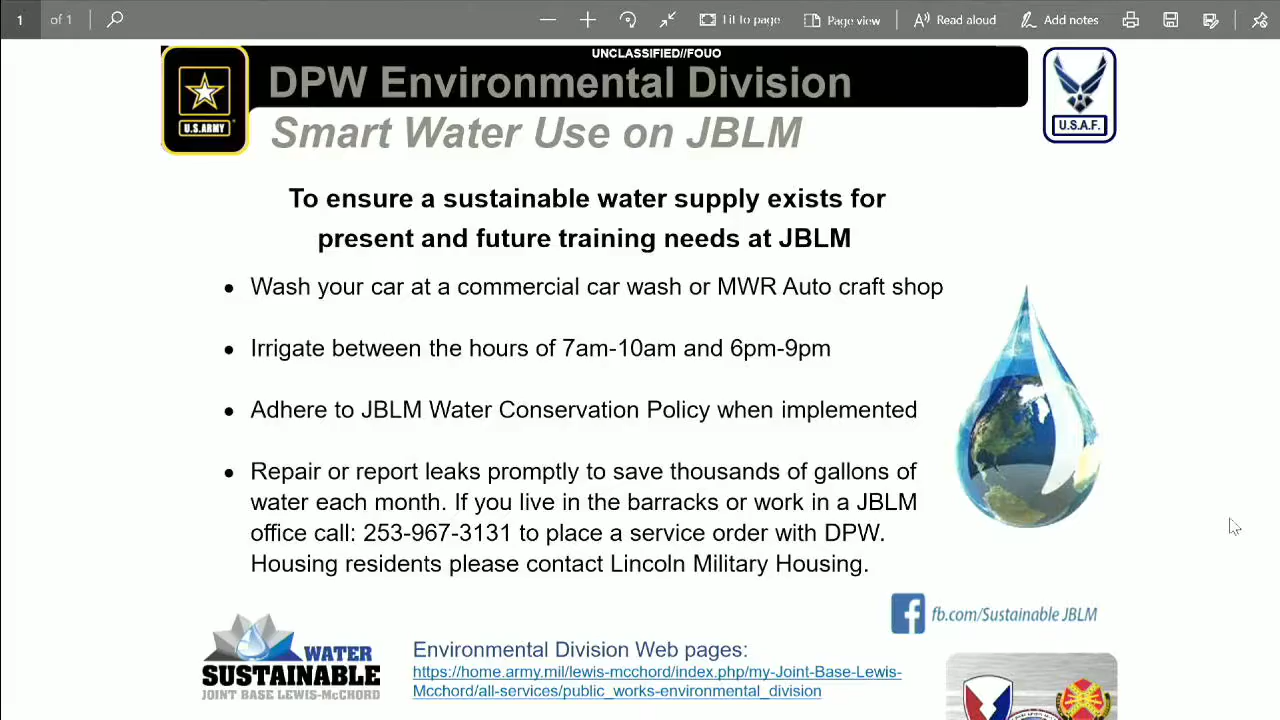 1 of 1 Fit to page Page view Read aloud Add notes
UNCLASSIFIED//FOUO
DPW Environmental Division
Smart Water Use on JBLM
U.S.ARMY
U.S.A.F.
To ensure a sustainable water supply exists for
present and future training needs at JBLM
• Wash your car at a commercial car wash or MWR Auto craft shop
• Irrigate between the hours of 7am-10am and 6pm-9pm
• Adhere to JBLM Water Conservation Policy when implemented
• Repair or report leaks promptly to save thousands of gallons of
water each month. If you live in the barracks or work in a JBLM
office call: 253-967-3131 to place a service order with DPW.
Housing residents please contact Lincoln Military Housing.
fb.com/Sustainable JBLM
WATER
SUSTAINABLE
JOINT BASE LEWIS-McCHORD
Environmental Division Web pages:
https://home.army.mil/lewis-mcchord/index.php/my-Joint-Base-Lewis-
Mcchord/all-services/public_works-environmental_division